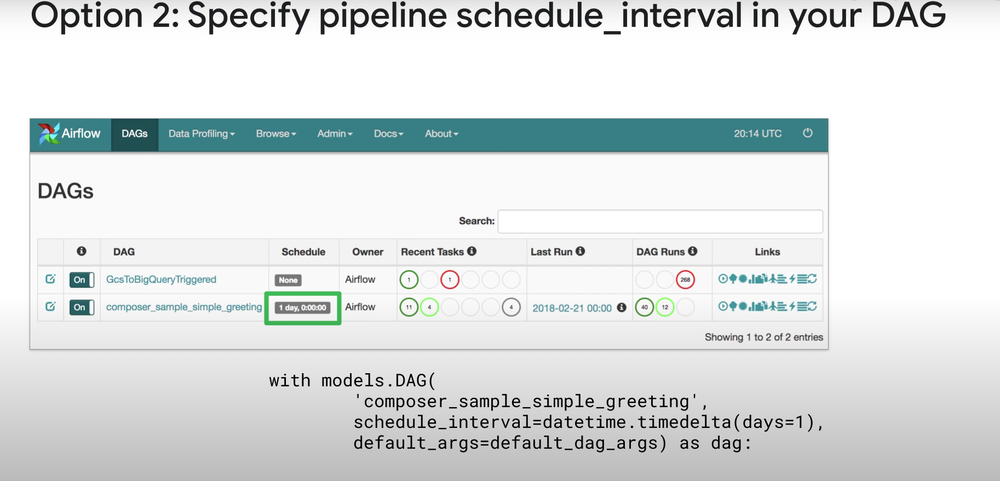 Option 2: Specify pipeline schedule_interval in your DAG
Airflow DAGs Data Profiling Browse Admin Docs About 20:14 UTC
DAGs
Search:
DAG Schedule Owner Recent Tasks Last Run DAG Runs Links
On GcsToBigQueryTriggered None Airflow 1 1 268
On composer_sample_simple_greeting 1 day, 0:00:00 Airflow 11 4 4 2018-02-21 00:00 40 12
Showing 1 to 2 of 2 entries
with models.DAG(
'composer_sample_simple_greeting',
schedule_interval=datetime.timedelta(days=1),
default_args=default_dag_args) as dag: